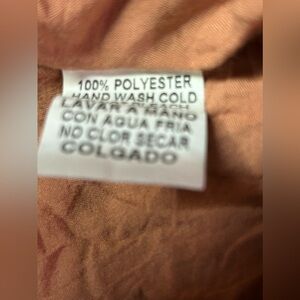 100% POLYESTER
HAND WASH COLD
LAVAR A MANO
CON AGUA FRIA
NO CLOR SECAR
COLGADO